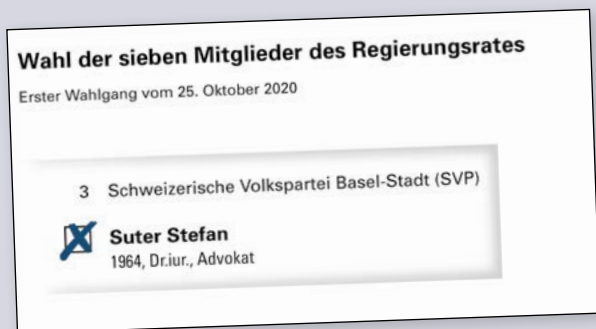 Wahl der sieben Mitglieder des Regierungsrates
Erster Wahlgang vom 25. Oktober 2020
3 Schweizerische Volkspartei Basel-Stadt (SVP)
Suter Stefan
1964, Dr.iur., Advokat